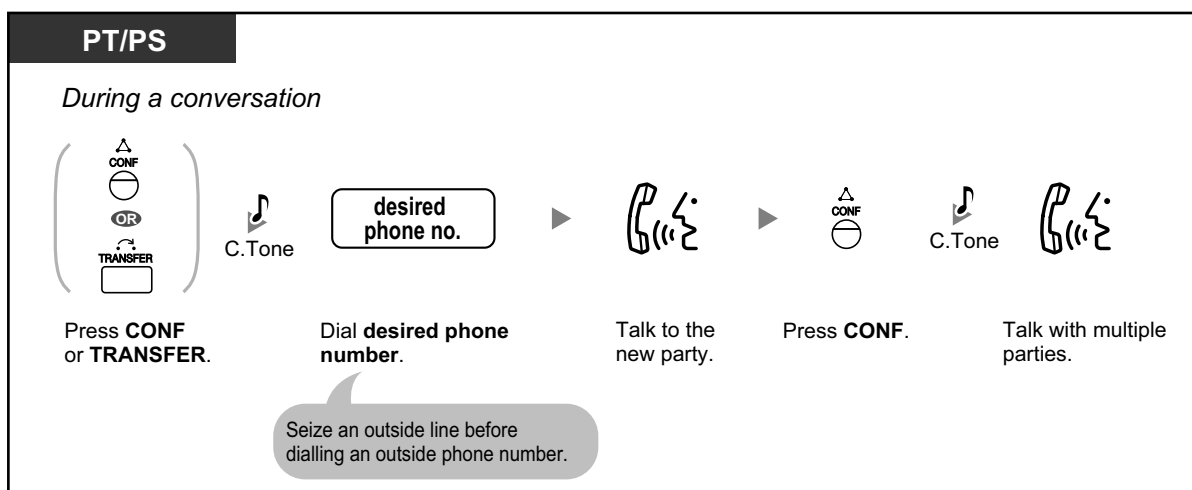 PT/PS
During a conversation
CONF
OR
TRANSFER
C.Tone
desired
phone no.
CONF
C.Tone
Press CONF
or TRANSFER.
Dial desired phone
number.
Talk to the
new party.
Press CONF.
Talk with multiple
parties.
Seize an outside line before
dialling an outside phone number.